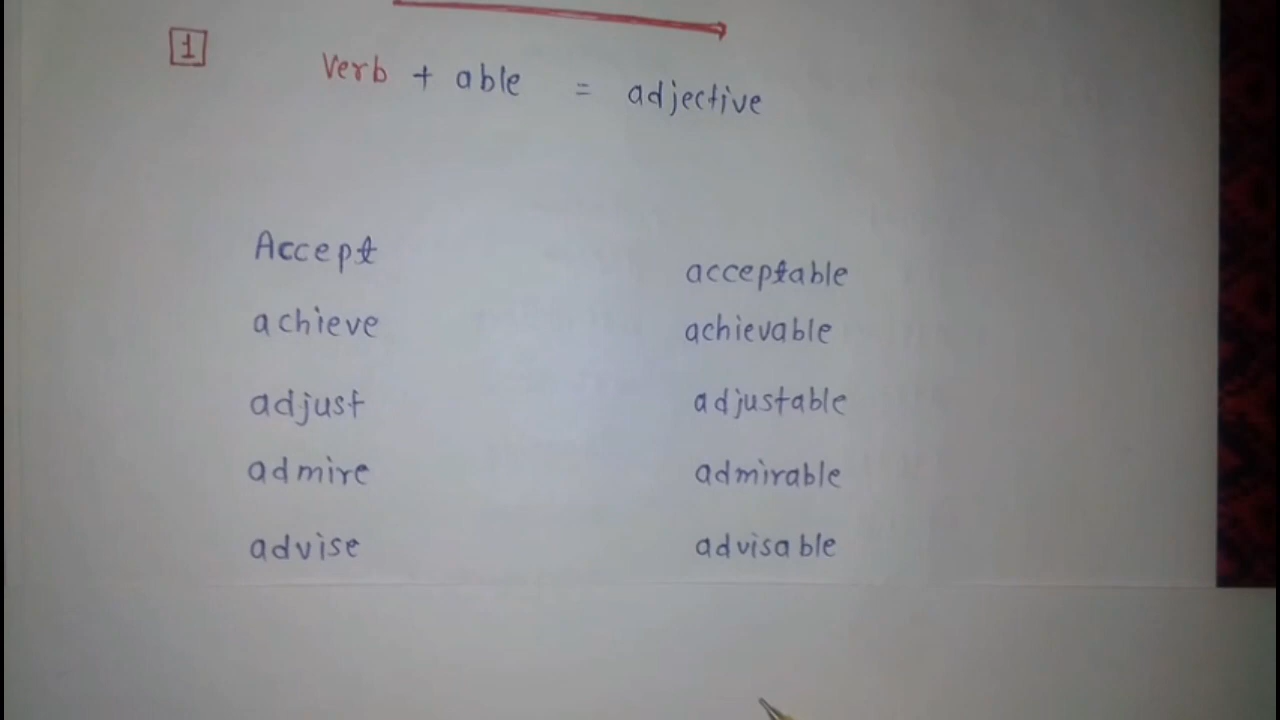 1 Verb + able = adjective
Accept acceptable
achieve achievable
adjust adjustable
admire admirable
advise advisable